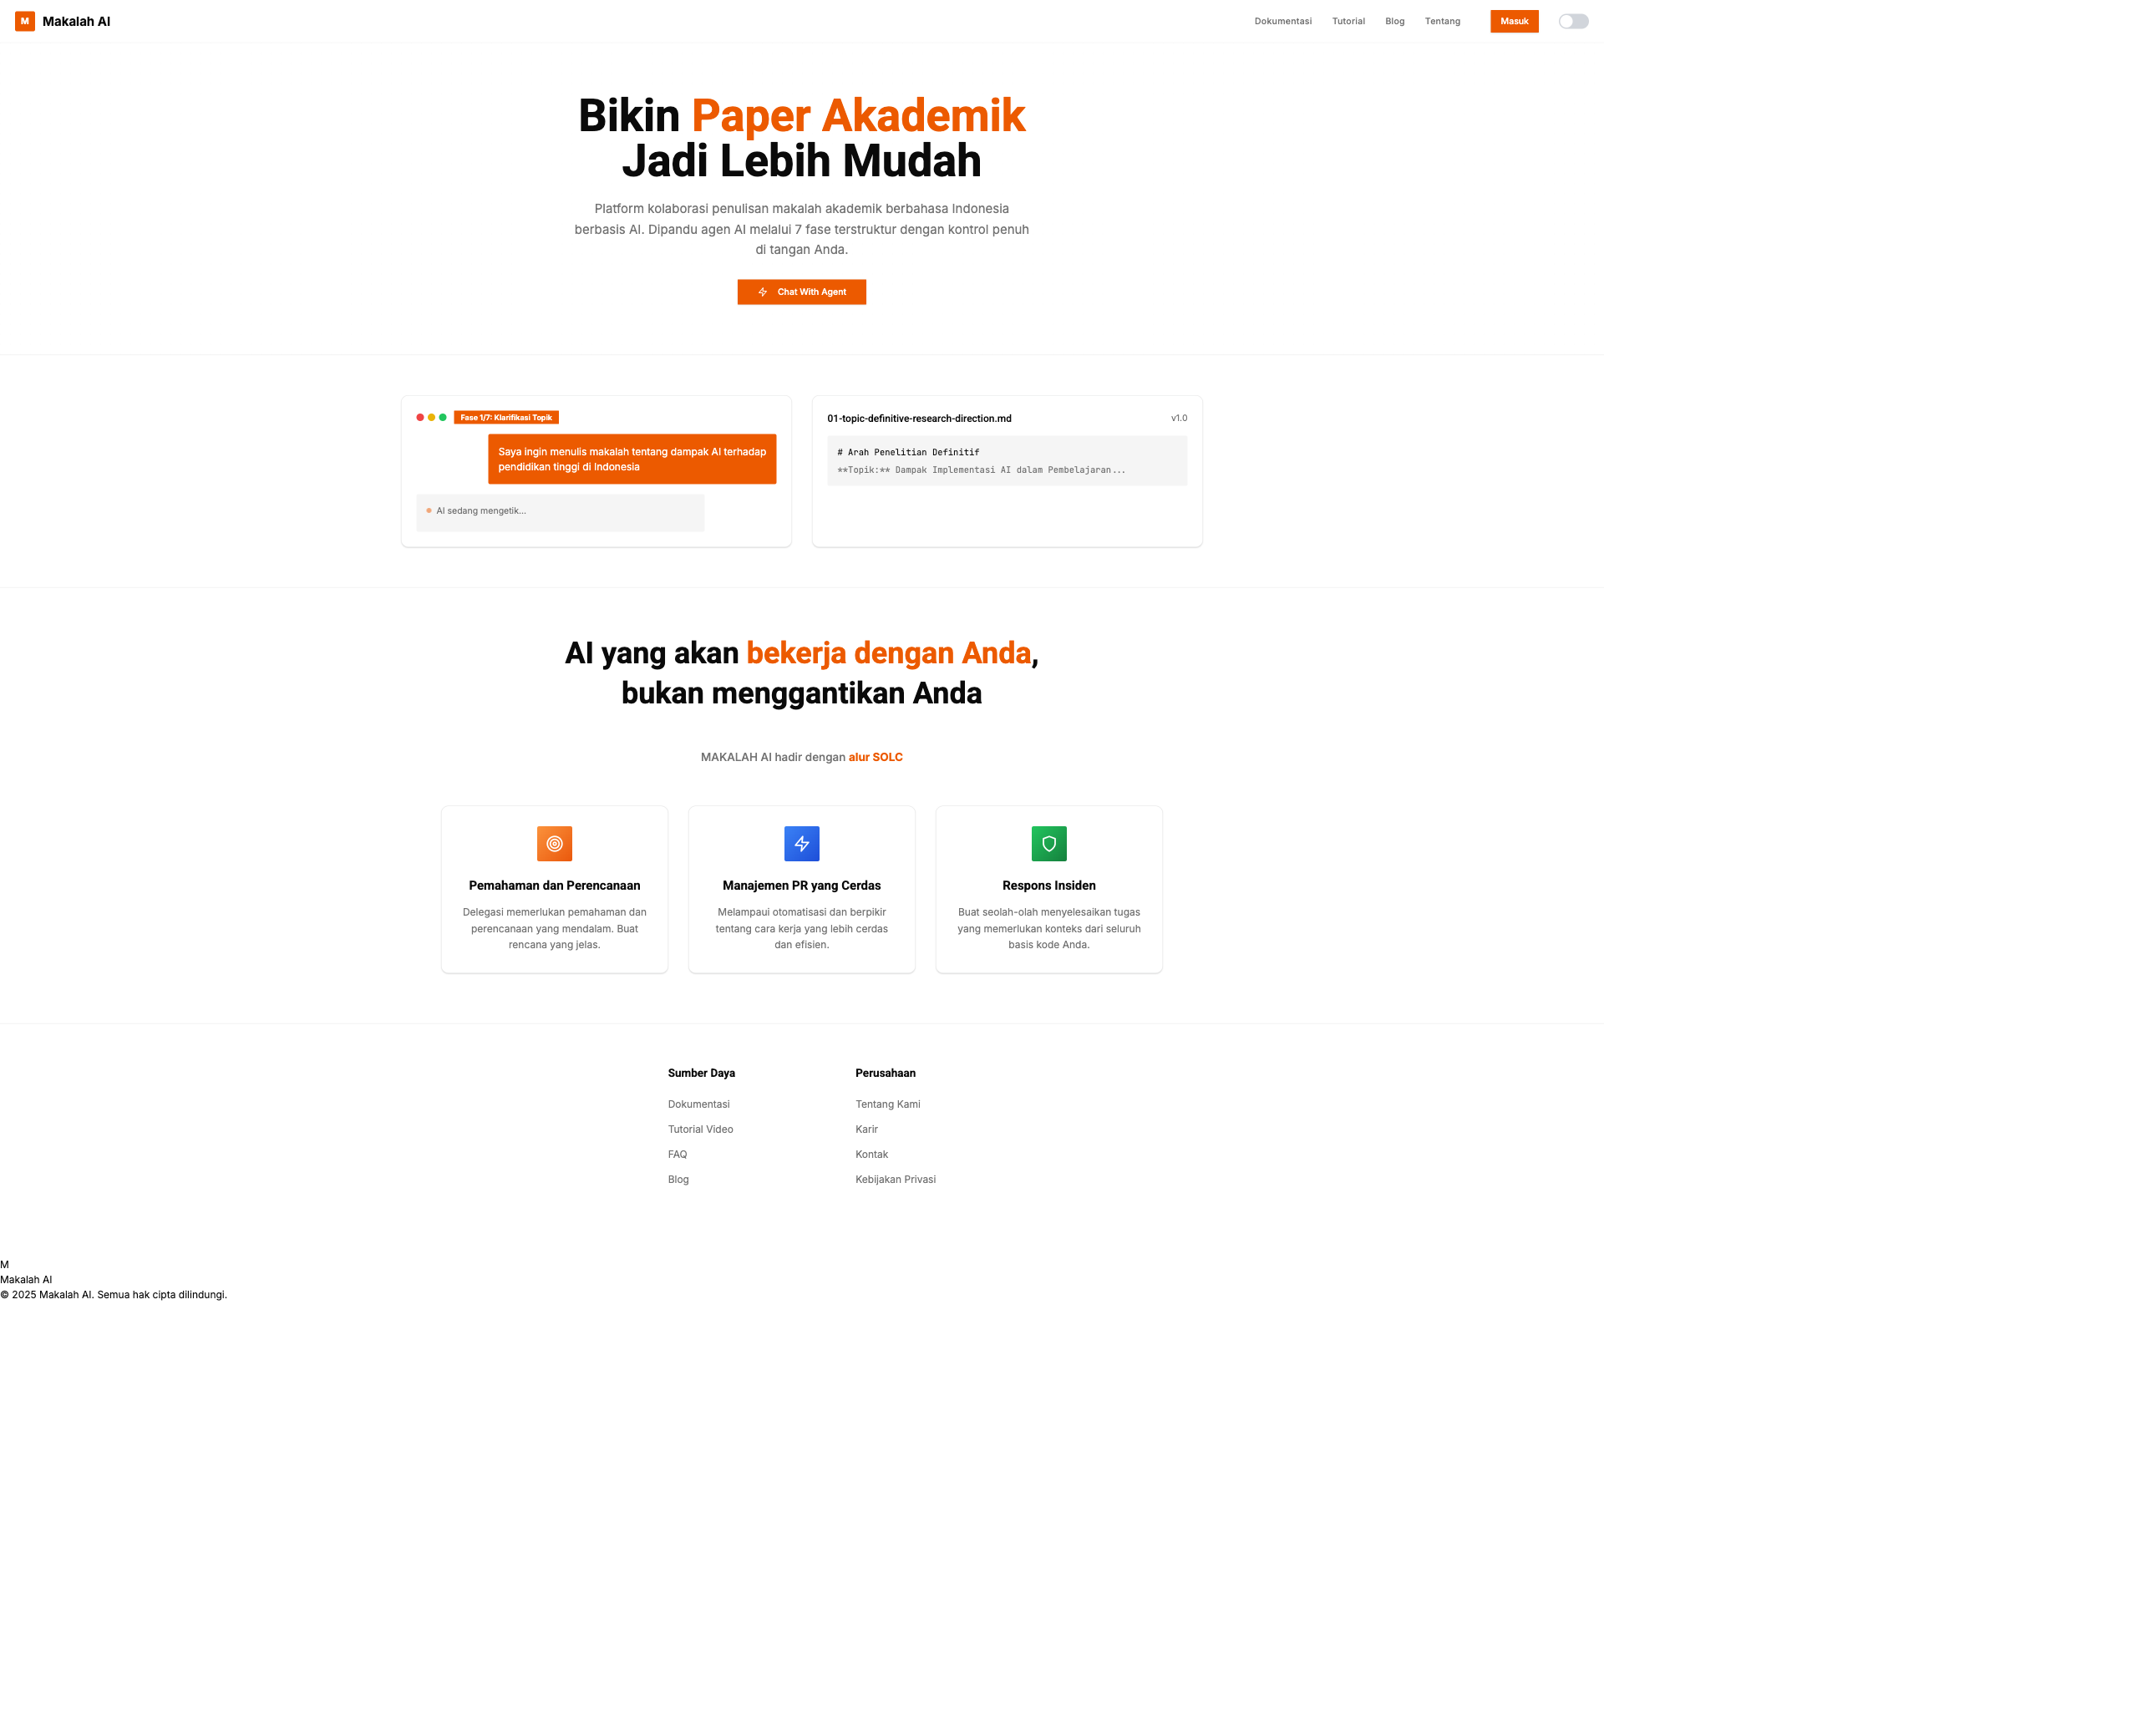 M
Makalah AI
Dokumentasi
Tutorial
Blog
Tentang
Masuk
Bikin Paper Akademik
Jadi Lebih Mudah
Platform kolaborasi penulisan makalah akademik berbahasa Indonesia
berbasis AI. Dipandu agen AI melalui 7 fase terstruktur dengan kontrol penuh
di tangan Anda.
Chat With Agent
Fase 1/7: Klarifikasi Topik
Saya ingin menulis makalah tentang dampak AI terhadap
pendidikan tinggi di Indonesia
AI sedang mengetik...
01-topic-definitive-research-direction.md
v1.0
# Arah Penelitian Definitif
**Topik:** Dampak Implementasi AI dalam Pembelajaran...
AI yang akan bekerja dengan Anda,
bukan menggantikan Anda
MAKALAH AI hadir dengan alur SOLC
Pemahaman dan Perencanaan
Delegasi memerlukan pemahaman dan
perencanaan yang mendalam. Buat
rencana yang jelas.
Manajemen PR yang Cerdas
Melampaui otomatisasi dan berpikir
tentang cara kerja yang lebih cerdas
dan efisien.
Respons Insiden
Buat seolah-olah menyelesaikan tugas
yang memerlukan konteks dari seluruh
basis kode Anda.
Sumber Daya
Dokumentasi
Tutorial Video
FAQ
Blog
Perusahaan
Tentang Kami
Karir
Kontak
Kebijakan Privasi
M
Makalah AI
© 2025 Makalah AI. Semua hak cipta dilindungi.